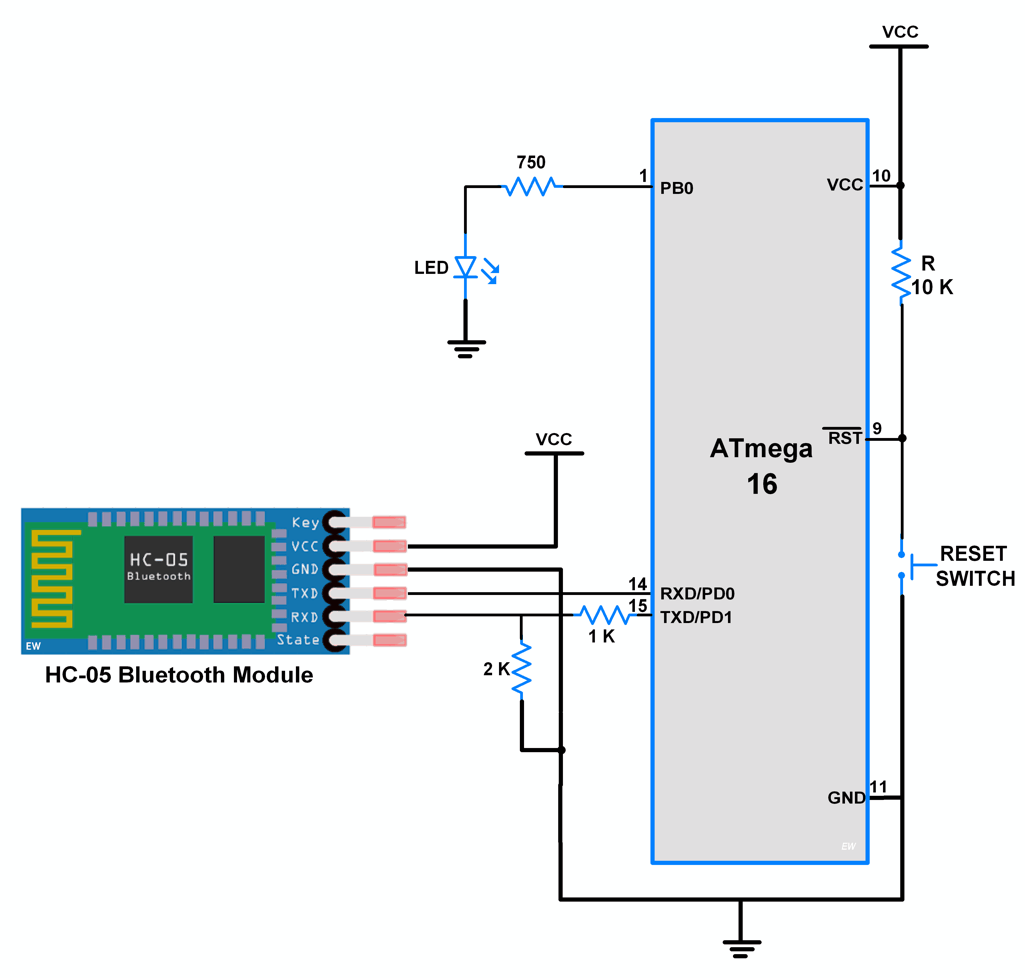 VCC
750
1
PB0
VCC
10
LED
R
10 K
VCC
RST
9
ATmega
16
Key
VCC
GND
TXD
RXD
State
HC-05
Bluetooth
EW
HC-05 Bluetooth Module
14
RXD/PD0
15
TXD/PD1
1 K
2 K
RESET
SWITCH
GND
11
EW